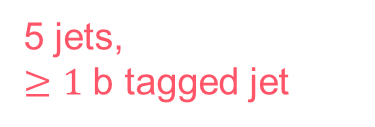 5 jets,
≥ 1 b tagged jet